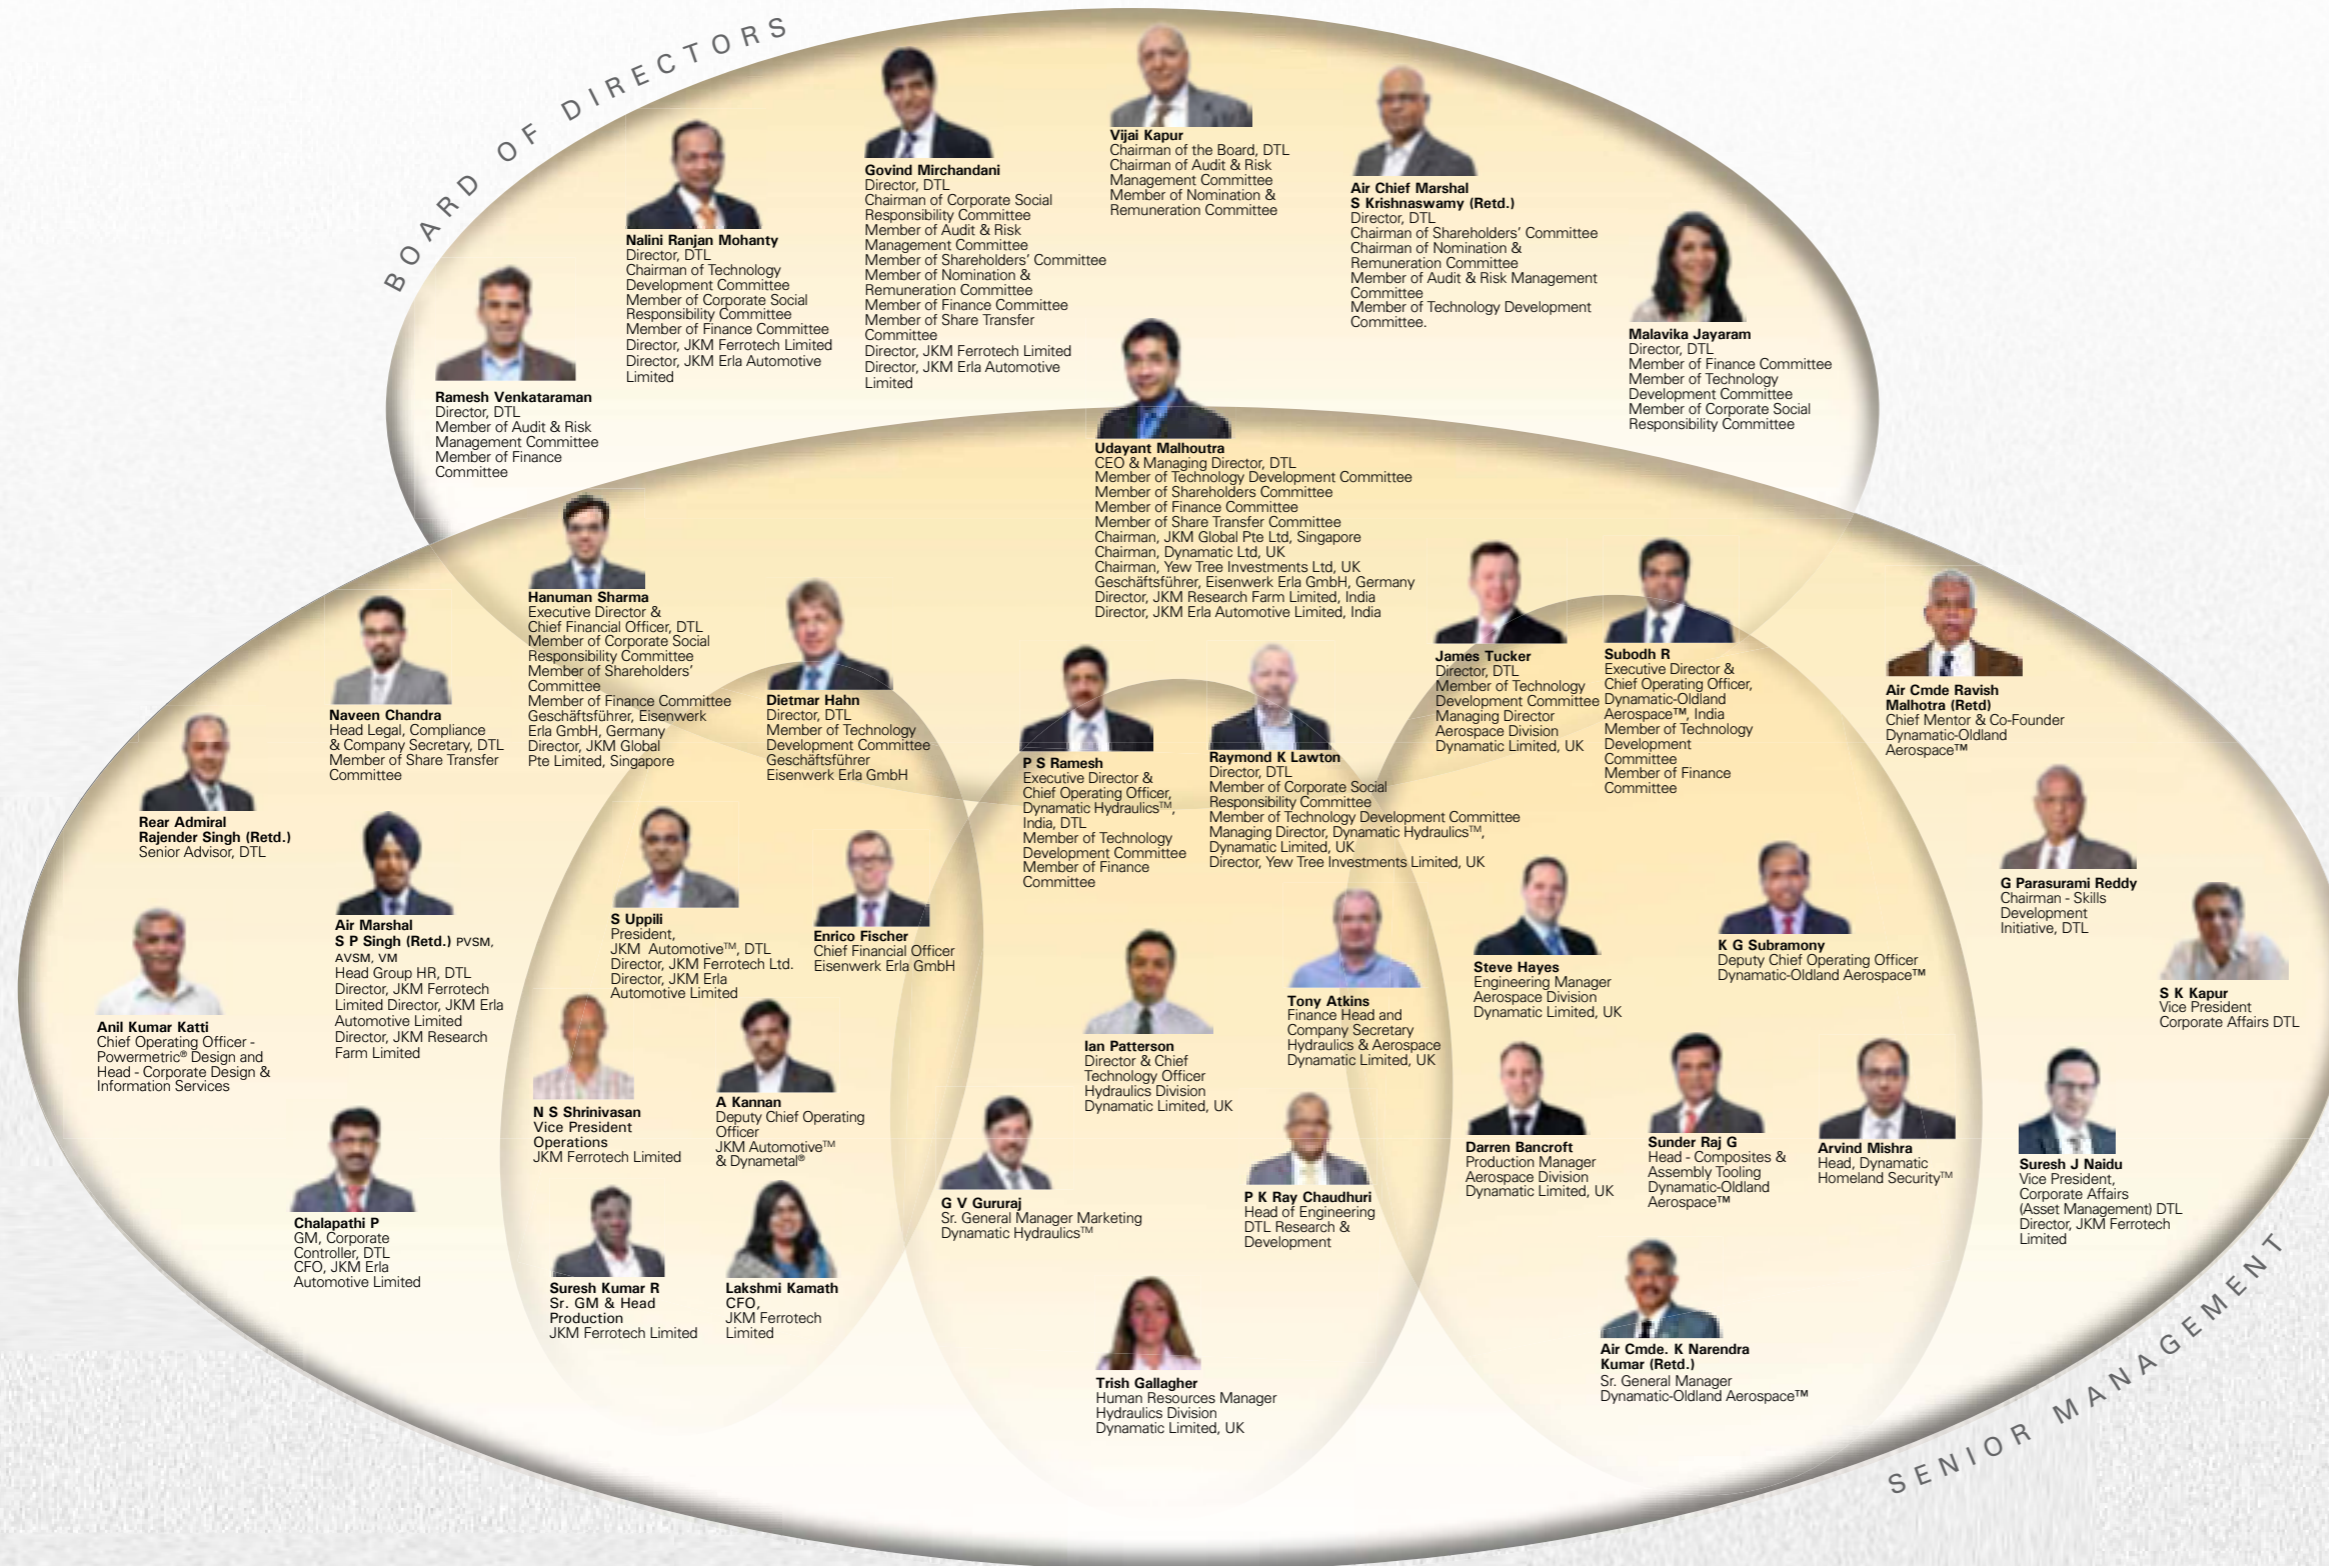 BOARD OF DIRECTORS
Vijai Kapur
Chairman of the Board, DTL
Chairman of Audit & Risk
Management Committee
Member of Nomination &
Remuneration Committee
Govind Mirchandani
Director, DTL
Chairman of Corporate Social
Responsibility Committee
Member of Audit & Risk
Management Committee
Member of Shareholders' Committee
Member of Nomination &
Remuneration Committee
Member of Finance Committee
Member of Share Transfer
Committee
Director, JKM Ferrotech Limited
Director, JKM Erla Automotive
Limited
Air Chief Marshal
S Krishnaswamy (Retd.)
Director, DTL
Chairman of Shareholders' Committee
Chairman of Nomination &
Remuneration Committee
Member of Audit & Risk Management
Committee
Member of Technology Development
Committee.
Nalini Ranjan Mohanty
Director, DTL
Chairman of Technology
Development Committee
Member of Corporate Social
Responsibility Committee
Member of Finance Committee
Director, JKM Ferrotech Limited
Director, JKM Erla Automotive
Limited
Malavika Jayaram
Director, DTL
Member of Finance Committee
Member of Technology
Development Committee
Member of Corporate Social
Responsibility Committee
Ramesh Venkataraman
Director, DTL
Member of Audit & Risk
Management Committee
Member of Finance
Committee
Udayant Malhoutra
CEO & Managing Director, DTL
Member of Technology Development Committee
Member of Shareholders Committee
Member of Finance Committee
Member of Share Transfer Committee
Chairman, JKM Global Pte Ltd, Singapore
Chairman, Dynamatic Ltd, UK
Chairman, Yew Tree Investments Ltd, UK
Geschäftsführer, Eisenwerk Erla GmbH, Germany
Director, JKM Research Farm Limited, India
Director, JKM Erla Automotive Limited, India
Hanuman Sharma
Executive Director &
Chief Financial Officer, DTL
Member of Corporate Social
Responsibility Committee
Member of Shareholders'
Committee
Member of Finance Committee
Geschäftsführer, Eisenwerk
Erla GmbH, Germany
Director, JKM Global
Pte Limited, Singapore
Dietmar Hahn
Director, DTL
Member of Technology
Development Committee
Geschäftsführer
Eisenwerk Erla GmbH
P S Ramesh
Executive Director &
Chief Operating Officer,
Dynamatic Hydraulics™,
India, DTL
Member of Technology
Development Committee
Member of Finance
Committee
Raymond K Lawton
Director, DTL
Member of Corporate Social
Responsibility Committee
Member of Technology Development Committee
Managing Director, Dynamatic Hydraulics™,
Dynamatic Limited, UK
Director, Yew Tree Investments Limited, UK
James Tucker
Director, DTL
Member of Technology
Development Committee
Managing Director
Aerospace Division
Dynamatic Limited, UK
Subodh R
Executive Director &
Chief Operating Officer,
Dynamatic-Oldland
Aerospace™, India
Member of Technology
Development
Committee
Member of Finance
Committee
Air Cmde Ravish
Malhotra (Retd)
Chief Mentor & Co-Founder
Dynamatic-Oldland
Aerospace™
Naveen Chandra
Head Legal, Compliance
& Company Secretary, DTL
Member of Share Transfer
Committee
Rear Admiral
Rajender Singh (Retd.)
Senior Advisor, DTL
Air Marshal
S P Singh (Retd.) PVSM,
AVSM, VM
Head Group HR, DTL
Director, JKM Ferrotech
Limited Director, JKM Erla
Automotive Limited
Director, JKM Research
Farm Limited
Anil Kumar Katti
Chief Operating Officer -
Powermetric® Design and
Head - Corporate Design &
Information Services
Chalapathi P
GM, Corporate
Controller, DTL
CFO, JKM Erla
Automotive Limited
S Uppili
President,
JKM Automotive™, DTL
Director, JKM Ferrotech Ltd.
Director, JKM Erla
Automotive Limited
Enrico Fischer
Chief Financial Officer
Eisenwerk Erla GmbH
N S Shrinivasan
Vice President
Operations
JKM Ferrotech Limited
A Kannan
Deputy Chief Operating
Officer
JKM Automotive™
& Dynametal®
Suresh Kumar R
Sr. GM & Head
Production
JKM Ferrotech Limited
Lakshmi Kamath
CFO,
JKM Ferrotech
Limited
Ian Patterson
Director & Chief
Technology Officer
Hydraulics Division
Dynamatic Limited, UK
Tony Atkins
Finance Head and
Company Secretary
Hydraulics & Aerospace
Dynamatic Limited, UK
G V Gururaj
Sr. General Manager Marketing
Dynamatic Hydraulics™
P K Ray Chaudhuri
Head of Engineering
DTL Research &
Development
Trish Gallagher
Human Resources Manager
Hydraulics Division
Dynamatic Limited, UK
Steve Hayes
Engineering Manager
Aerospace Division
Dynamatic Limited, UK
K G Subramony
Deputy Chief Operating Officer
Dynamatic-Oldland Aerospace™
Darren Bancroft
Production Manager
Aerospace Division
Dynamatic Limited, UK
Sunder Raj G
Head - Composites &
Assembly Tooling
Dynamatic-Oldland
Aerospace™
Arvind Mishra
Head, Dynamatic
Homeland Security™
Air Cmde. K Narendra
Kumar (Retd.)
Sr. General Manager
Dynamatic-Oldland Aerospace™
G Parasurami Reddy
Chairman - Skills
Development
Initiative, DTL
S K Kapur
Vice President
Corporate Affairs DTL
Suresh J Naidu
Vice President,
Corporate Affairs
(Asset Management) DTL
Director, JKM Ferrotech
Limited
SENIOR MANAGEMENT